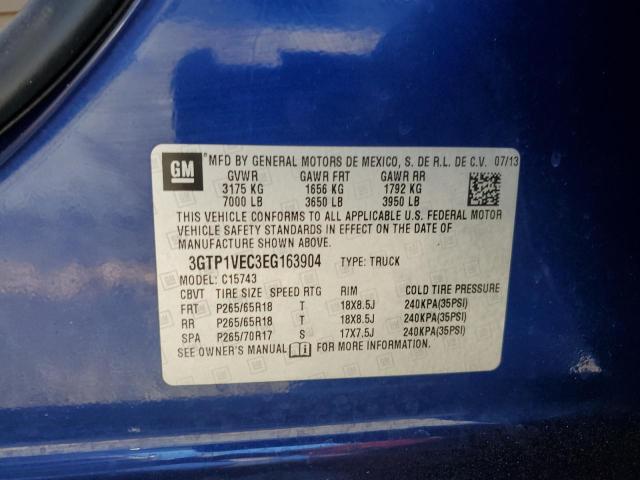 GM
MFD BY GENERAL MOTORS DE MEXICO, S. DE R.L. DE C.V. 07/13
GVWR GAWR FRT GAWR RR
3175 KG 1656 KG 1792 KG
7000 LB 3650 LB 3950 LB
THIS VEHICLE CONFORMS TO ALL APPLICABLE U.S. FEDERAL MOTOR
VEHICLE SAFETY STANDARDS IN EFFECT ON THE DATE OF
MANUFACTURE SHOWN ABOVE.
3GTP1VEC3EG163904 TYPE: TRUCK
MODEL: C15743
CBVT TIRE SIZE SPEED RTG RIM COLD TIRE PRESSURE
FRT P265/65R18 T 18X8.5J 240KPA(35PSI)
RR P265/65R18 T 18X8.5J 240KPA(35PSI)
SPA P265/70R17 S 17X7.5J 240KPA(35PSI)
SEE OWNER'S MANUAL FOR MORE INFORMATION.